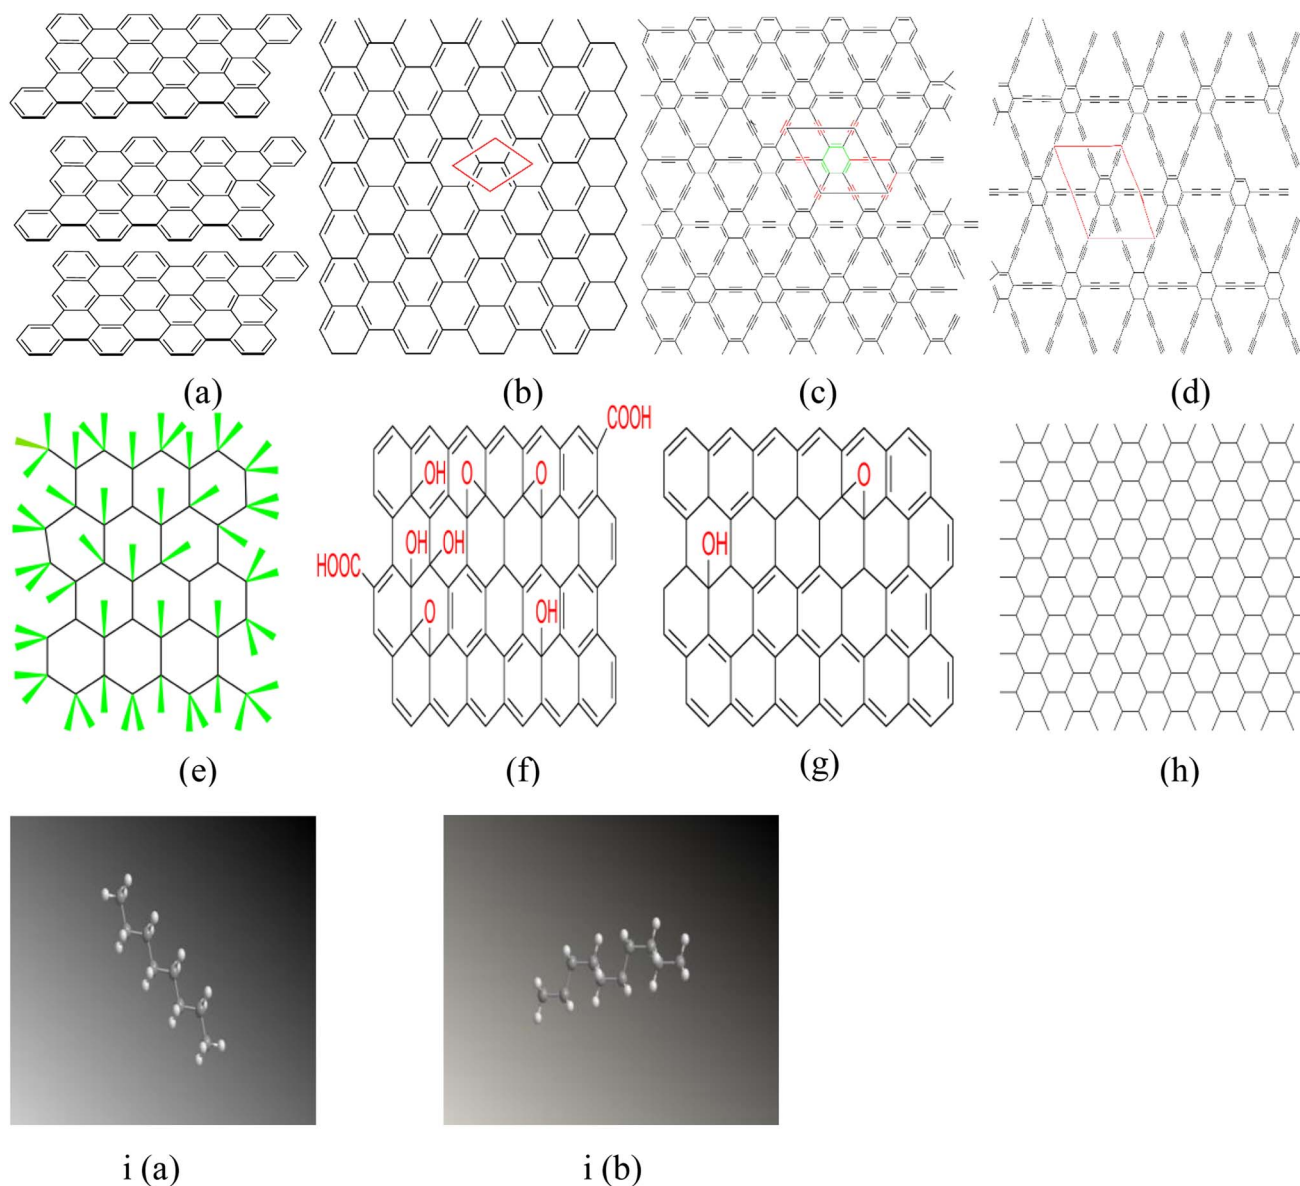 (a) (b) (c) (d)
COOH
OH O O
OH OH
HOOC
O OH
O
OH
(e) (f) (g) (h)
i (a) i (b)